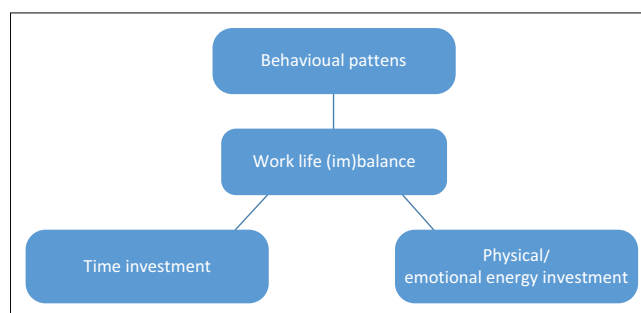 Behavioual pattens
Work life (im)balance
Time investment
Physical/
emotional energy investment